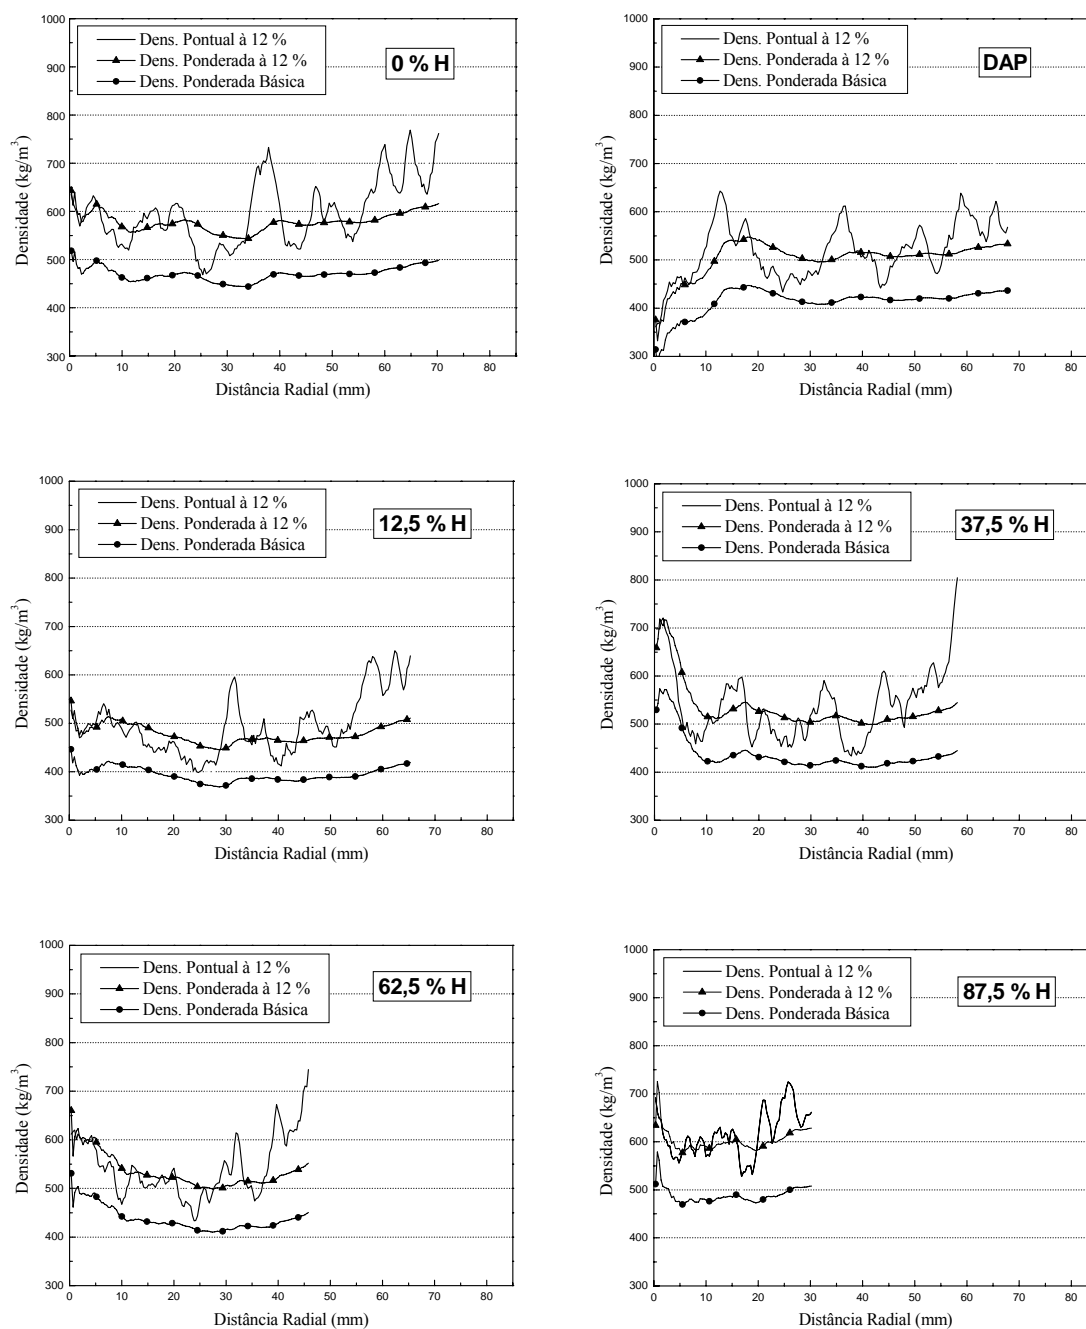 1000
900
800
700
600
500
400
300
Densidade (kg/m³)
Dens. Pontual à 12 %
Dens. Ponderada à 12 %
Dens. Ponderada Básica
0 % H
0 10 20 30 40 50 60 70 80
Distância Radial (mm)
1000
900
800
700
600
500
400
300
Densidade (kg/m³)
Dens. Pontual à 12 %
Dens. Ponderada à 12 %
Dens. Ponderada Básica
DAP
0 10 20 30 40 50 60 70 80
Distância Radial (mm)
1000
900
800
700
600
500
400
300
Densidade (kg/m³)
Dens. Pontual à 12 %
Dens. Ponderada à 12 %
Dens. Ponderada Básica
12,5 % H
0 10 20 30 40 50 60 70 80
Distância Radial (mm)
1000
900
800
700
600
500
400
300
Densidade (kg/m³)
Dens. Pontual à 12 %
Dens. Ponderada à 12 %
Dens. Ponderada Básica
37,5 % H
0 10 20 30 40 50 60 70 80
Distância Radial (mm)
1000
900
800
700
600
500
400
300
Densidade (kg/m³)
Dens. Pontual à 12 %
Dens. Ponderada à 12 %
Dens. Ponderada Básica
62,5 % H
0 10 20 30 40 50 60 70 80
Distância Radial (mm)
1000
900
800
700
600
500
400
300
Densidade (kg/m³)
Dens. Pontual à 12 %
Dens. Ponderada à 12 %
Dens. Ponderada Básica
87,5 % H
0 10 20 30 40 50 60 70 80
Distância Radial (mm)